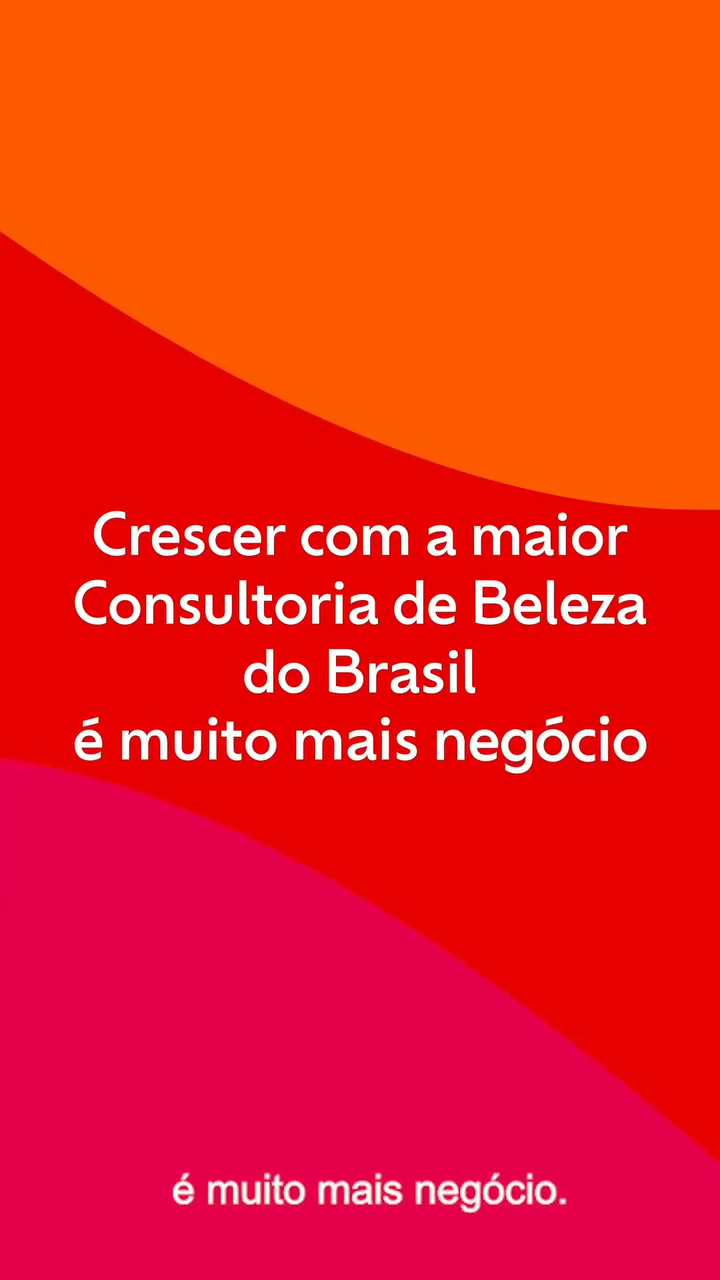 Crescer com a maior
Consultoria de Beleza
do Brasil
é muito mais negócio
é muito mais negócio.